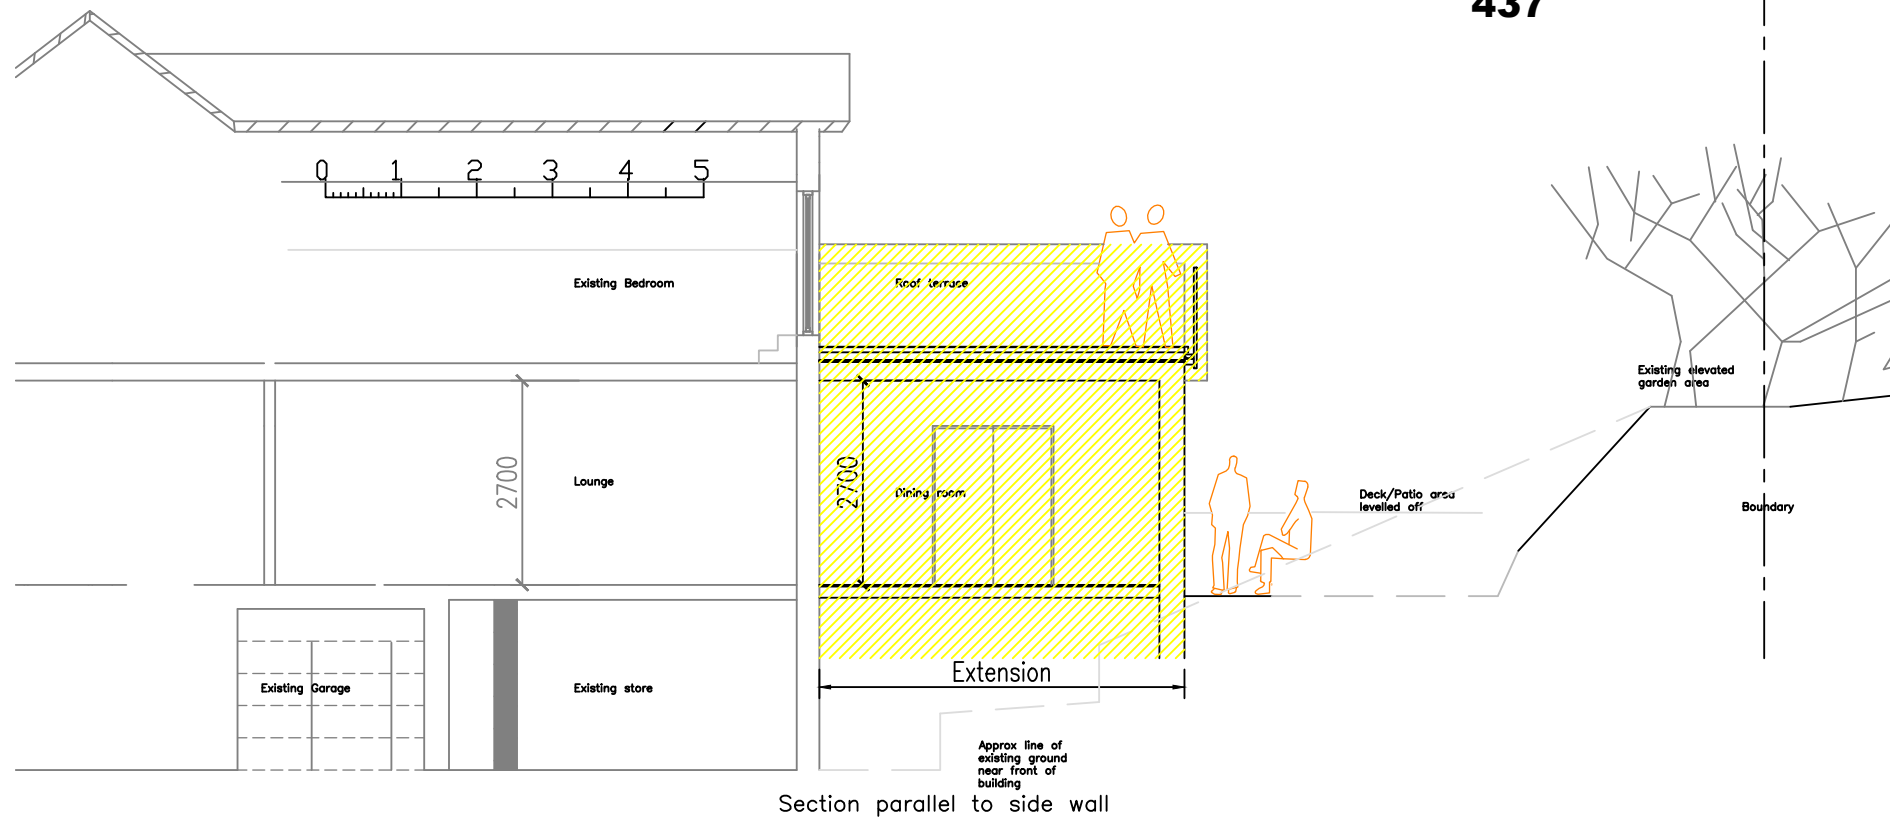 437
0 1 2 3 4 5
Existing Bedroom
Roof terrace
Existing elevated
garden area
2700
Lounge
2700
Dining room
Deck/Patio area
levelled off
Boundary
Extension
Existing Garage
Existing store
Approx line of
existing ground
near front of
building
Section parallel to side wall